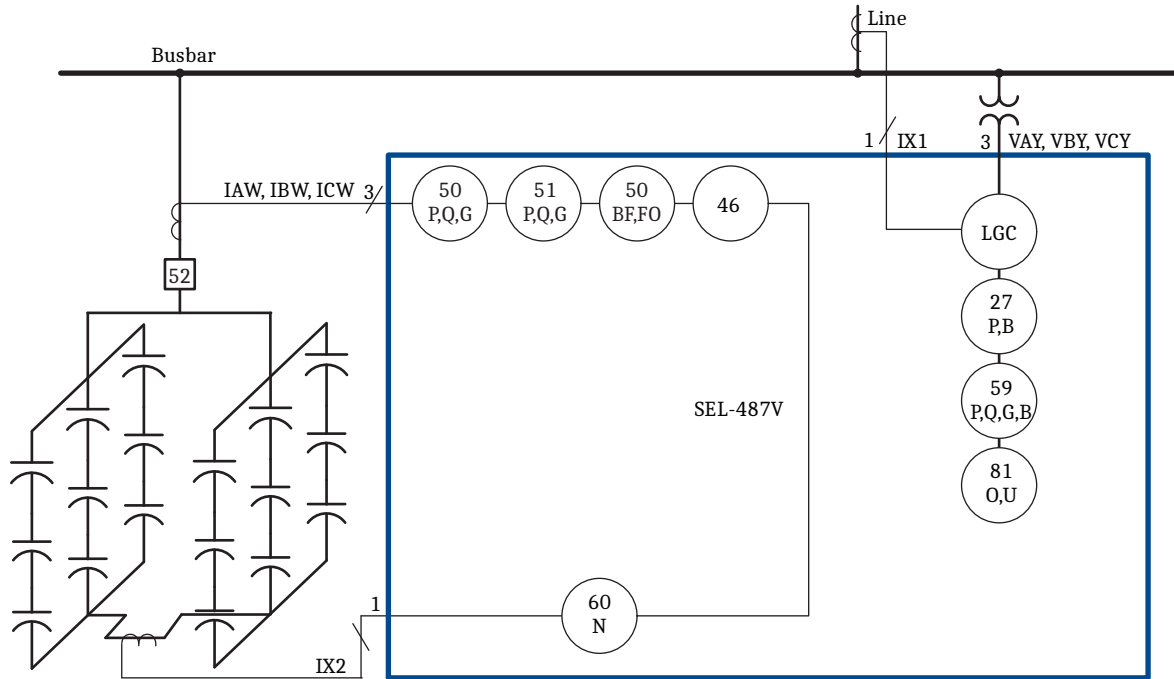 Line
Busbar
1
IX1
3
VAY, VBY, VCY
IAW, IBW, ICW
3
50
P,Q,G
51
P,Q,G
50
BF,FO
46
LGC
52
27
P,B
59
P,Q,G,B
SEL-487V
81
O,U
1
60
N
IX2